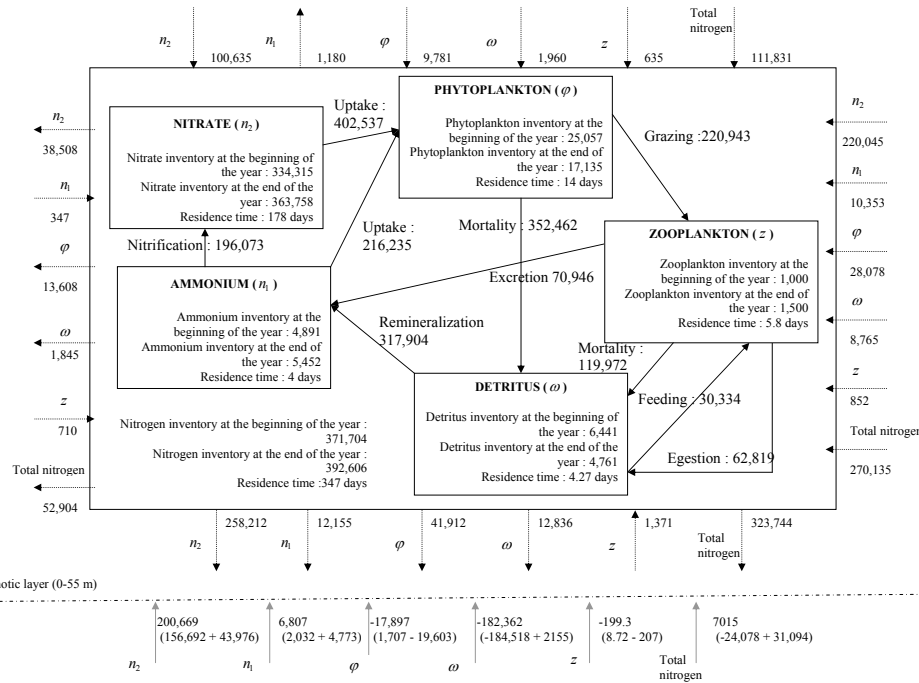 Total
nitrogen
n2
n1
φ
ω
z
100,635
1,180
9,781
1,960
635
111,831
PHYTOPLANKTON (φ)
Phytoplankton inventory at the
beginning of the year :
25,057
Phytoplankton inventory at the end of
the year :
17,135
Residence time : 14 days
Uptake :
402,537
NITRATE (n2)
Nitrate inventory at the beginning of
the year : 334,315
Nitrate inventory at the end of the
year : 363,758
Residence time : 178 days
Grazing :220,943
n2
38,508
n1
347
φ
13,608
ω
1,845
z
710
Total nitrogen
52,904
n2
220,045
n1
10,353
φ
28,078
ω
8,765
z
852
Total nitrogen
270,135
Uptake :
216,235
Mortality : 352,462
Nitrification : 196,073
ZOOPLANKTON (z)
Zooplankton inventory at the
beginning of the year : 1,000
Zooplankton inventory at the end of
the year : 1,500
Residence time : 5.8 days
AMMONIUM (n1)
Ammonium inventory at the
beginning of the year : 4,891
Ammonium inventory at the end of
the year : 5,452
Residence time : 4 days
Excretion 70,946
Remineralization
317,904
Mortality :
119,972
DETRITUS (ω)
Detritus inventory at the beginning of
the year : 6,441
Detritus inventory at the end of the
year : 4,761
Residence time : 4.27 days
Feeding : 30,334
Egestion : 62,819
Nitrogen inventory at the beginning of the year :
371,704
Nitrogen inventory at the end of the year :
392,606
Residence time :347 days
258,212
12,155
41,912
12,836
1,371
323,744
n2
n1
φ
ω
z
Total
nitrogen
hotic layer (0-55 m)
200,669
(156,692 + 43,976)
6,807
(2,032 + 4,773)
-17,897
(1,707 - 19,603)
-182,362
(-184,518 + 2155)
-199.3
(8.72 - 207)
7015
(-24,078 + 31,094)
n2
n1
φ
ω
z
Total
nitrogen